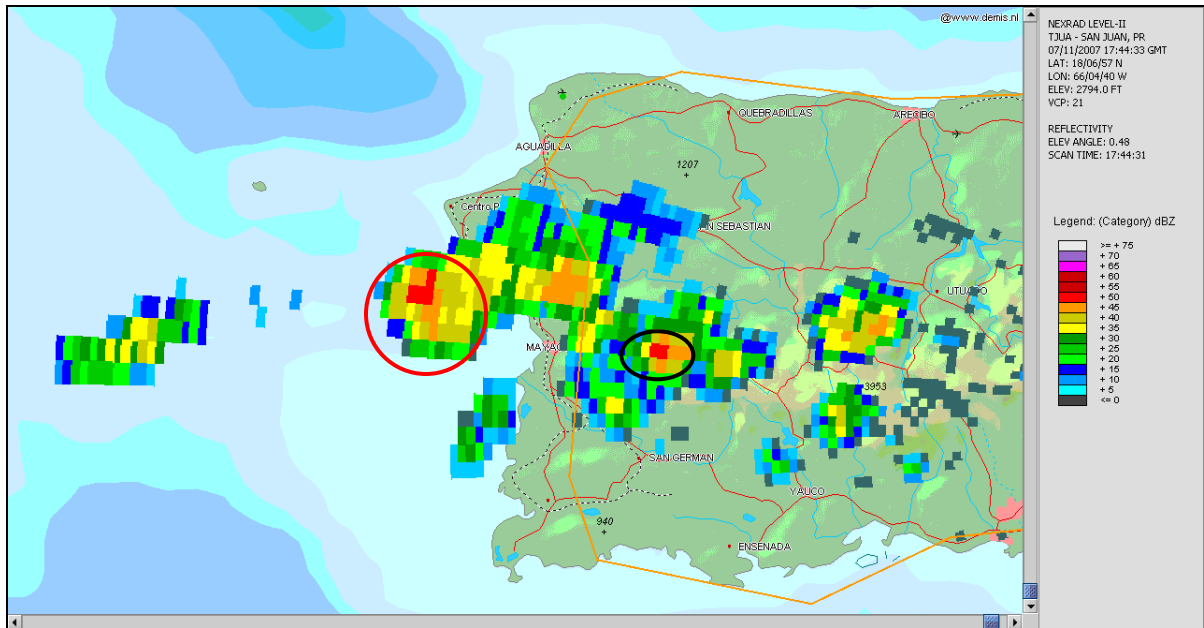 @www.demis.nl
QUEBRADILLAS
ARECIBO
AGUADILLA
1207
Centro P
N SEBASTIAN
UTUADO
MAYAG
3953
SAN GERMAN
YAUCO
940
ENSENADA
NEXRAD LEVEL-II
TJUA - SAN JUAN, PR
07/11/2007 17:44:33 GMT
LAT: 18/06/57 N
LON: 66/04/40 W
ELEV: 2794.0 FT
VCP: 21
REFLECTIVITY
ELEV ANGLE: 0.48
SCAN TIME: 17:44:31
Legend: (Category) dBZ
>= + 75
+ 70
+ 65
+ 60
+ 55
+ 50
+ 45
+ 40
+ 35
+ 30
+ 25
+ 20
+ 15
+ 10
+ 5
<= 0